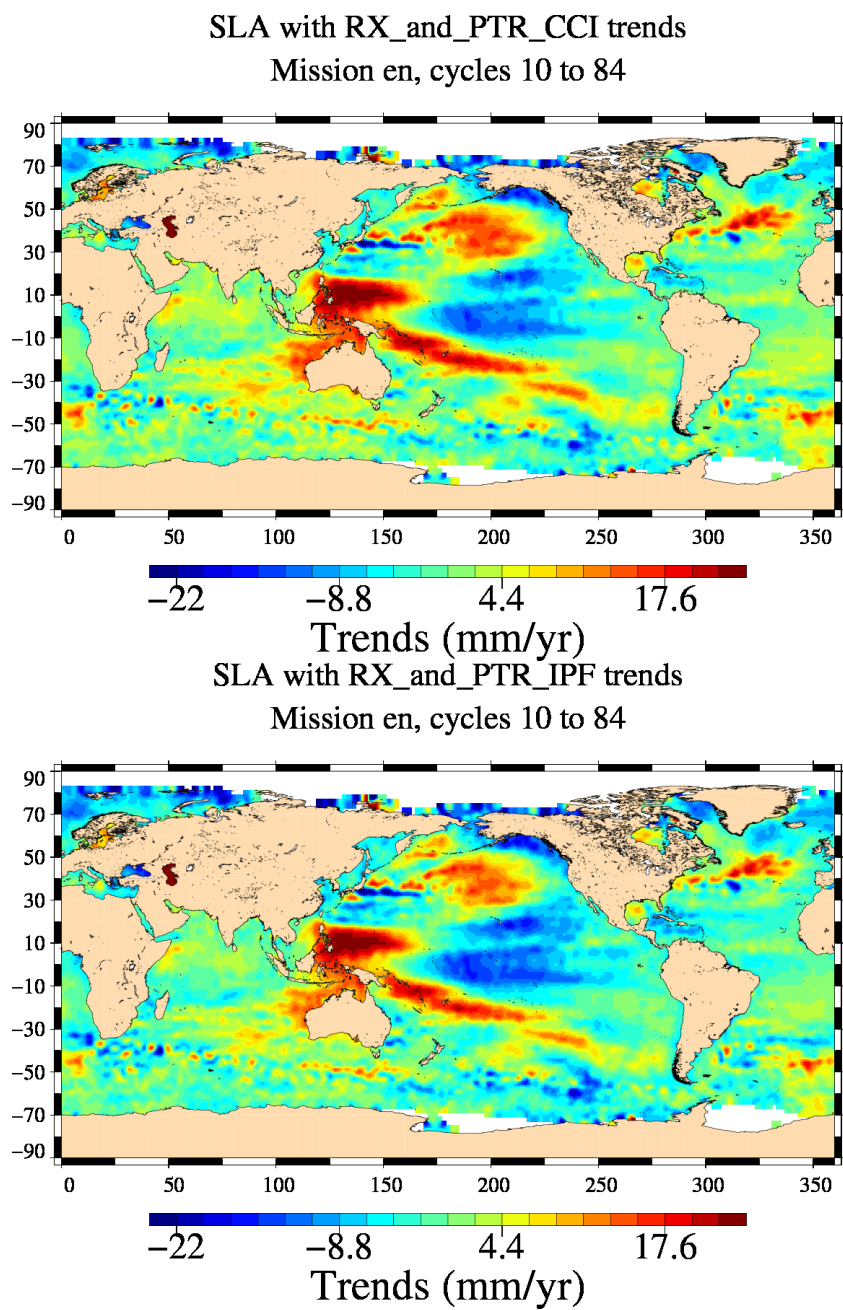 SLA with RX_and_PTR_CCI trends
Mission en, cycles 10 to 84
90
70
50
30
10
−10
−30
−50
−70
−90
0 50 100 150 200 250 300 350
−22 −8.8 4.4 17.6
Trends (mm/yr)
SLA with RX_and_PTR_IPF trends
Mission en, cycles 10 to 84
90
70
50
30
10
−10
−30
−50
−70
−90
0 50 100 150 200 250 300 350
−22 −8.8 4.4 17.6
Trends (mm/yr)